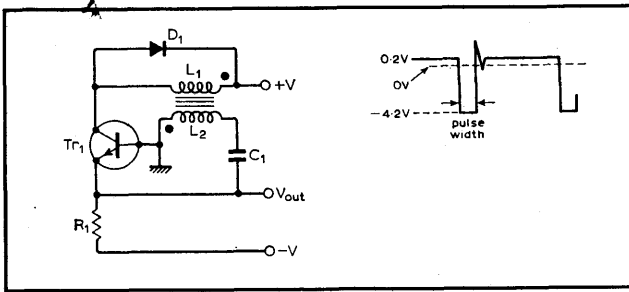 D1
L1
+V
L2
Tr1
C1
Vout
R1
-V
0·2V
0V
-4·2V
pulse
width